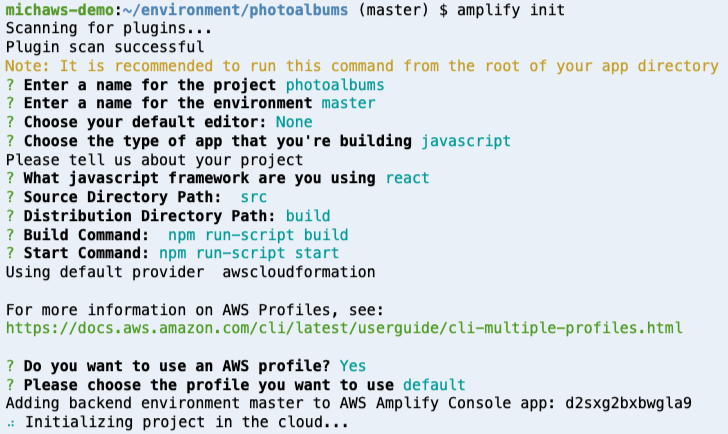 michaws-demo:~/environment/photoalbums (master) $ amplify init
Scanning for plugins...
Plugin scan successful
Note: It is recommended to run this command from the root of your app directory
? Enter a name for the project photoalbums
? Enter a name for the environment master
? Choose your default editor: None
? Choose the type of app that you're building javascript
Please tell us about your project
? What javascript framework are you using react
? Source Directory Path:  src
? Distribution Directory Path: build
? Build Command:  npm run-script build
? Start Command: npm run-script start
Using default provider  awscloudformation

For more information on AWS Profiles, see:
https://docs.aws.amazon.com/cli/latest/userguide/cli-multiple-profiles.html

? Do you want to use an AWS profile? Yes
? Please choose the profile you want to use default
Adding backend environment master to AWS Amplify Console app: d2sxg2bxbwgla9
⠴ Initializing project in the cloud...